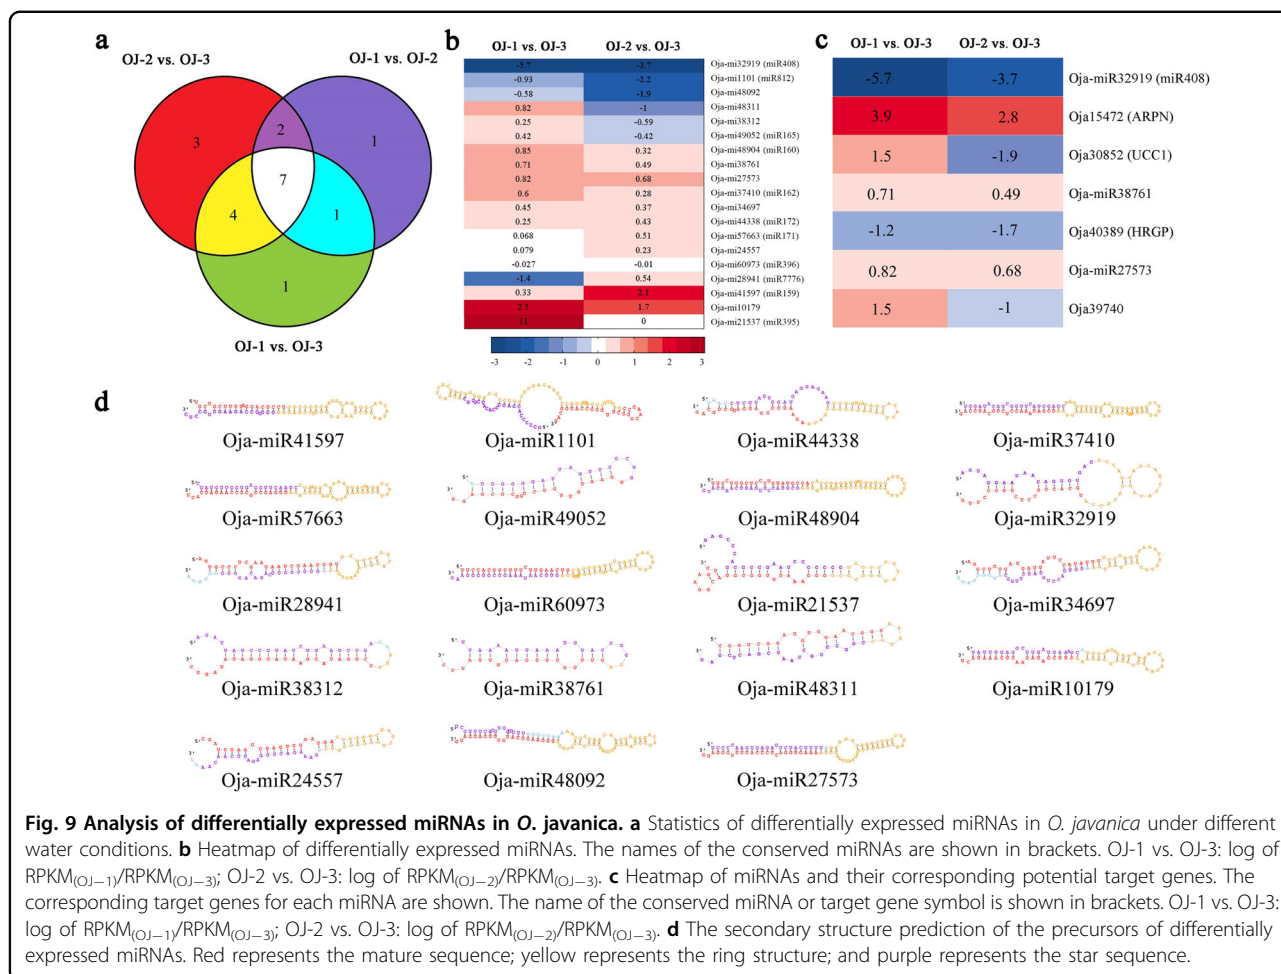 a
OJ-2 vs. OJ-3
OJ-1 vs. OJ-2
3
2
1
7
4
1
1
OJ-1 vs. OJ-3
b
OJ-1 vs. OJ-3 OJ-2 vs. OJ-3
-5.7 -3.7 Oja-mi32919 (miR408)
-0.93 -2.2 Oja-mi1101 (miR812)
-0.58 -1.9 Oja-mi48092
0.82 -1 Oja-mi48311
0.25 -0.59 Oja-mi38312
0.42 -0.42 Oja-mi49052 (miR165)
0.85 0.32 Oja-mi48904 (miR160)
0.71 0.49 Oja-mi38761
0.82 0.68 Oja-mi27573
0.6 0.28 Oja-mi37410 (miR162)
0.45 0.37 Oja-mi34697
0.25 0.43 Oja-mi44338 (miR172)
0.068 0.51 Oja-mi57663 (miR171)
0.079 0.23 Oja-mi24557
-0.027 -0.01 Oja-mi60973 (miR396)
-1.4 0.54 Oja-mi28941 (miR7776)
0.33 2.1 Oja-mi41597 (miR159)
2.5 1.7 Oja-mi10179
11 0 Oja-mi21537 (miR395)
-3 -2 -1 0 1 2 3
c
OJ-1 vs. OJ-3 OJ-2 vs. OJ-3
-5.7 -3.7 Oja-miR32919 (miR408)
3.9 2.8 Oja15472 (ARPN)
1.5 -1.9 Oja30852 (UCC1)
0.71 0.49 Oja-miR38761
-1.2 -1.7 Oja40389 (HRGP)
0.82 0.68 Oja-miR27573
1.5 -1 Oja39740
d
Oja-miR41597 Oja-miR1101 Oja-miR44338 Oja-miR37410
Oja-miR57663 Oja-miR49052 Oja-miR48904 Oja-miR32919
Oja-miR28941 Oja-miR60973 Oja-miR21537 Oja-miR34697
Oja-miR38312 Oja-miR38761 Oja-miR48311 Oja-miR10179
Oja-miR24557 Oja-miR48092 Oja-miR27573
Fig. 9 Analysis of differentially expressed miRNAs in O. javanica. a Statistics of differentially expressed miRNAs in O. javanica under different
water conditions. b Heatmap of differentially expressed miRNAs. The names of the conserved miRNAs are shown in brackets. OJ-1 vs. OJ-3: log of
RPKM(OJ−1)/RPKM(OJ−3); OJ-2 vs. OJ-3: log of RPKM(OJ−2)/RPKM(OJ−3). c Heatmap of miRNAs and their corresponding potential target genes. The
corresponding target genes for each miRNA are shown. The name of the conserved miRNA or target gene symbol is shown in brackets. OJ-1 vs. OJ-3:
log of RPKM(OJ−1)/RPKM(OJ−3); OJ-2 vs. OJ-3: log of RPKM(OJ−2)/RPKM(OJ−3). d The secondary structure prediction of the precursors of differentially
expressed miRNAs. Red represents the mature sequence; yellow represents the ring structure; and purple represents the star sequence.